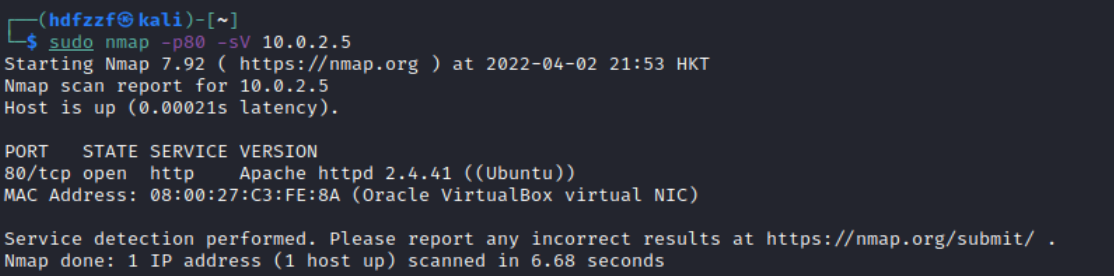 ┌──(hdfzzf㉿kali)-[~]
└─$ sudo nmap -p80 -sV 10.0.2.5
Starting Nmap 7.92 ( https://nmap.org ) at 2022-04-02 21:53 HKT
Nmap scan report for 10.0.2.5
Host is up (0.00021s latency).
PORT   STATE SERVICE VERSION
80/tcp open  http    Apache httpd 2.4.41 ((Ubuntu))
MAC Address: 08:00:27:C3:FE:8A (Oracle VirtualBox virtual NIC)
Service detection performed. Please report any incorrect results at https://nmap.org/submit/ .
Nmap done: 1 IP address (1 host up) scanned in 6.68 seconds